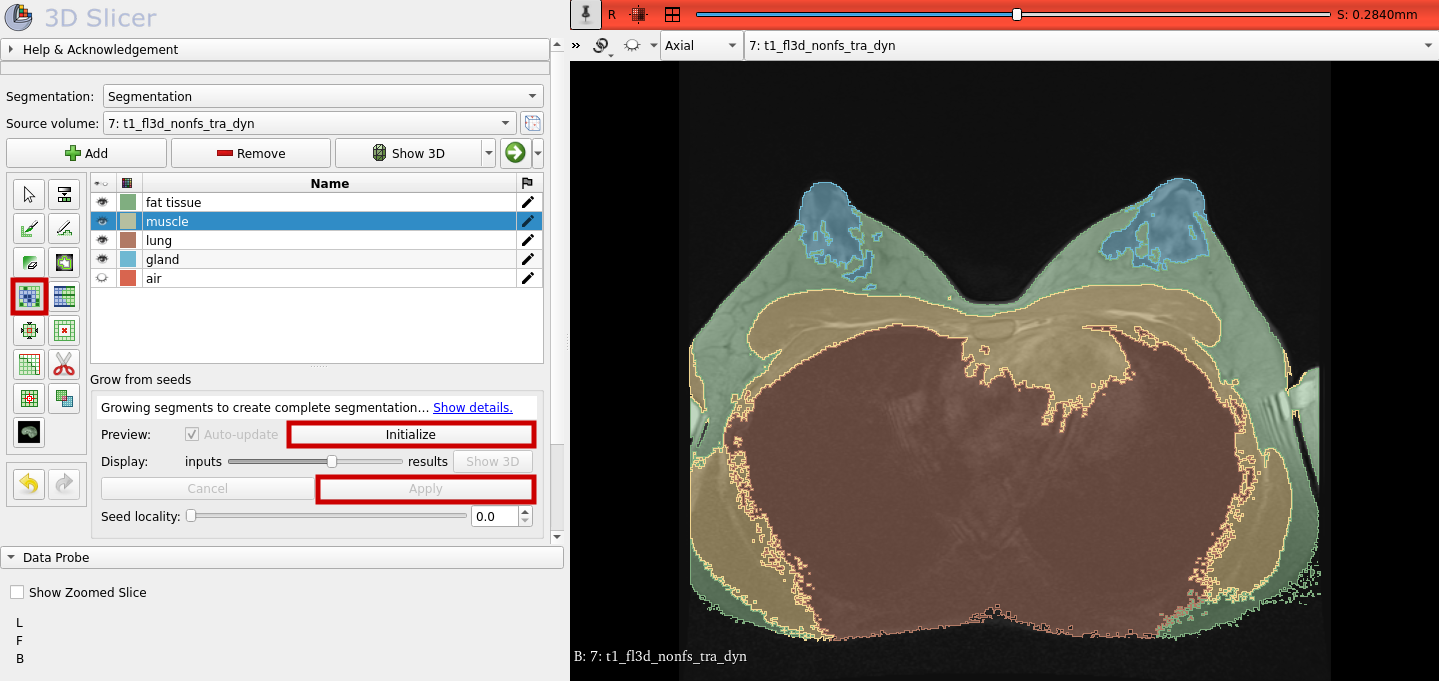 3D Slicer
Help & Acknowledgement
Segmentation: Segmentation
Source volume: 7: t1_fl3d_nonfs_tra_dyn
Add Remove Show 3D
Name
fat tissue
muscle
lung
gland
air
Grow from seeds
Growing segments to create complete segmentation... Show details.
Preview: Auto-update Initialize
Display: inputs results Show 3D
Cancel Apply
Seed locality: 0.0
Data Probe
Show Zoomed Slice
L
F
B
R S: 0.2840mm
» Axial 7: t1_fl3d_nonfs_tra_dyn
B: 7: t1_fl3d_nonfs_tra_dyn